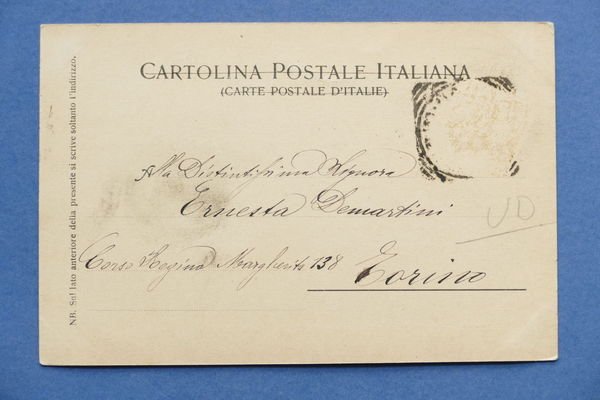 CARTOLINA POSTALE ITALIANA
(CARTE POSTALE D'ITALIE)
Alla Distintissima Signora
Ernesta Demartini
Corso Regina Margherita 138 Torino
UD
NB. Sul lato anteriore della presente si scrive soltanto l'indirizzo.